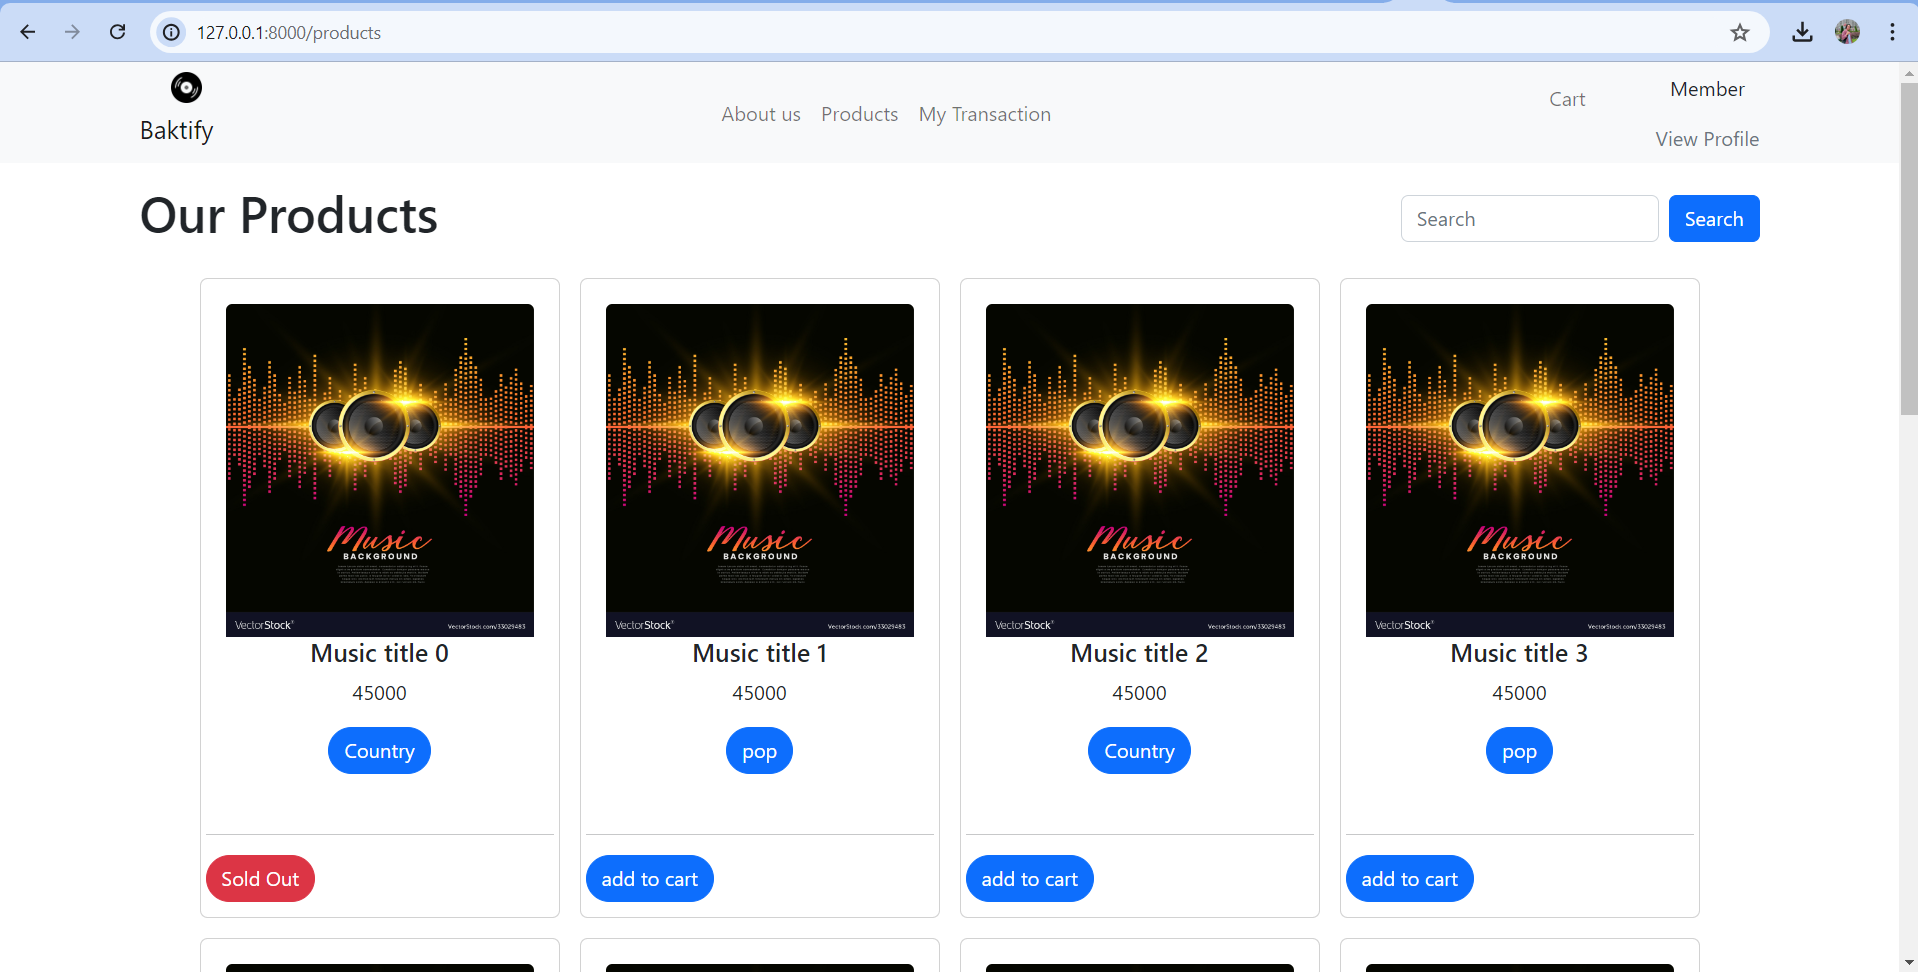 127.0.0.1:8000/products
Baktify
About us Products My Transaction
Cart
Member
View Profile
Our Products
Search Search
Music
BACKGROUND
VectorStock® VectorStock.com/33029483
Music title 0
45000
Country
Sold Out
Music
BACKGROUND
VectorStock® VectorStock.com/33029483
Music title 1
45000
pop
add to cart
Music
BACKGROUND
VectorStock® VectorStock.com/33029483
Music title 2
45000
Country
add to cart
Music
BACKGROUND
VectorStock® VectorStock.com/33029483
Music title 3
45000
pop
add to cart